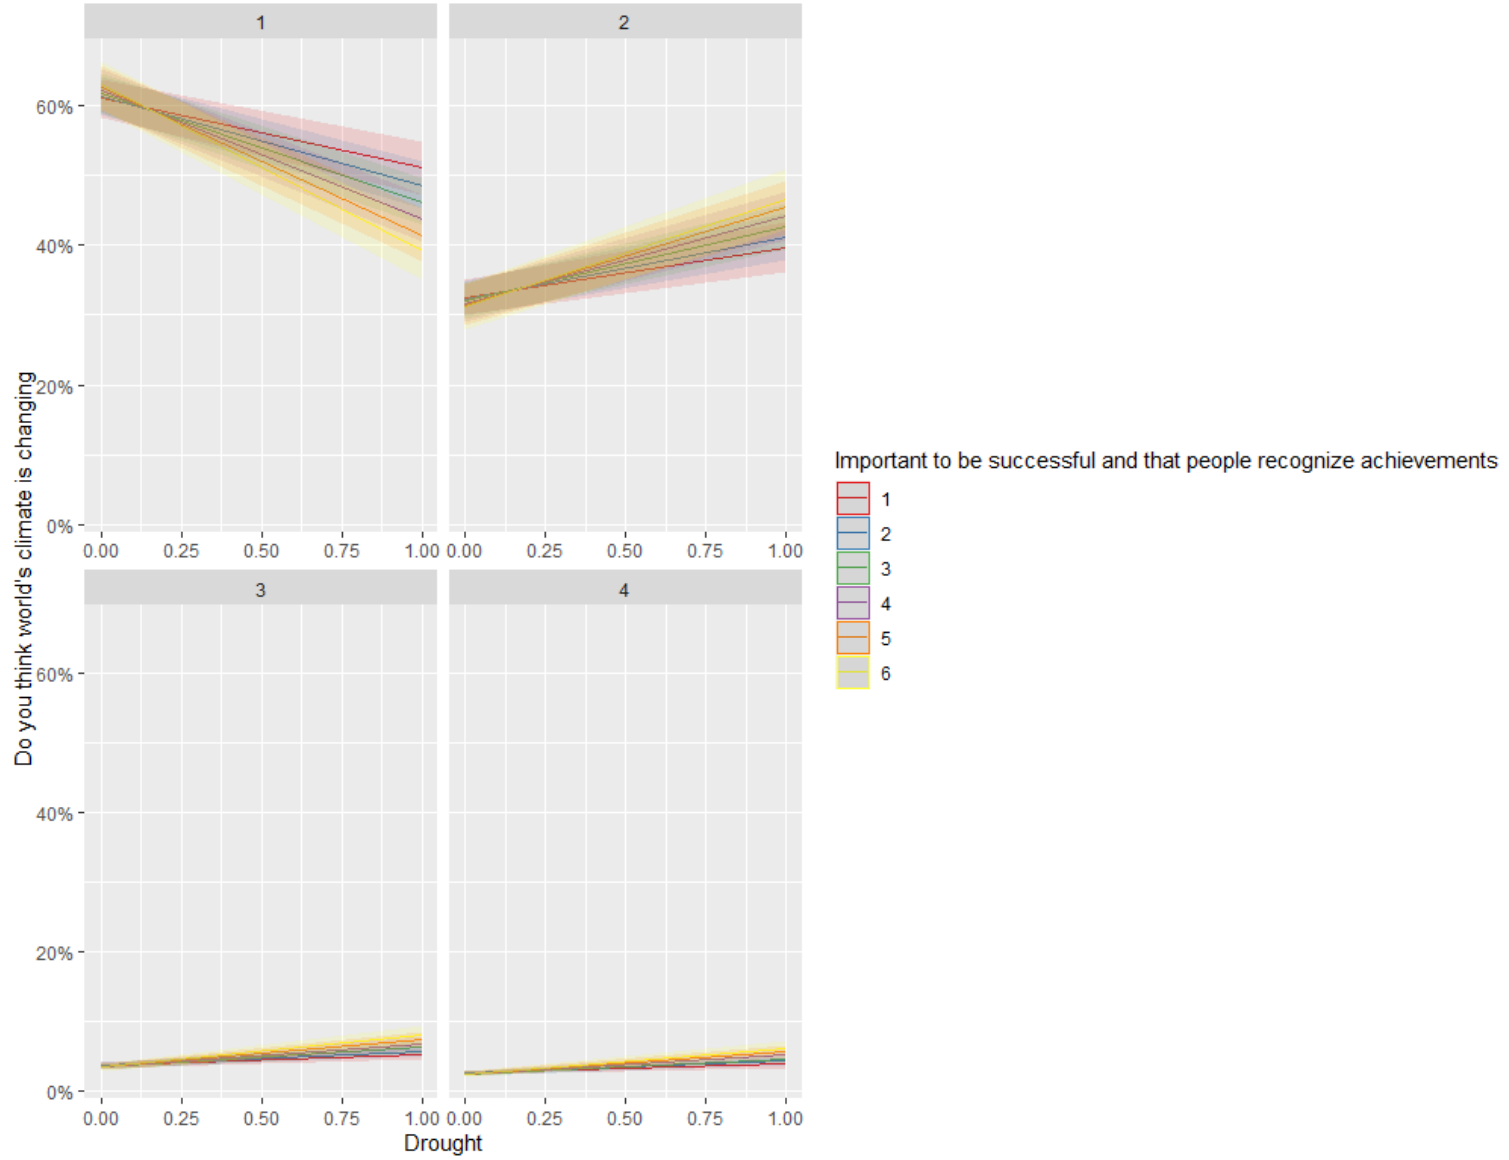 1
2
60%
40%
20%
0%
0.00 0.25 0.50 0.75 1.00
0.00 0.25 0.50 0.75 1.00
3
4
60%
40%
20%
0%
0.00 0.25 0.50 0.75 1.00
0.00 0.25 0.50 0.75 1.00
Drought
Do you think world's climate is changing
Important to be successful and that people recognize achievements
1
2
3
4
5
6